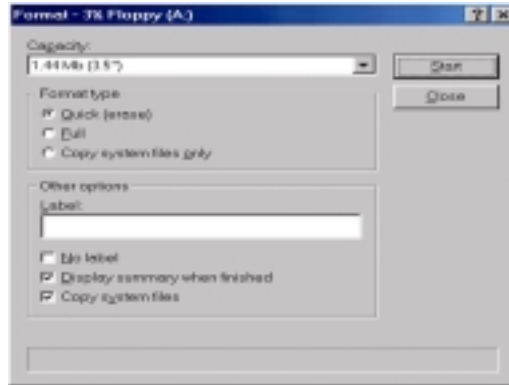 Format - 3½ Floppy (A:)
Capacity:
1.44 Mb (3.5")
Start
Close
Format type
Quick (erase)
Full
Copy system files only
Other options
Label:
No label
Display summary when finished
Copy system files